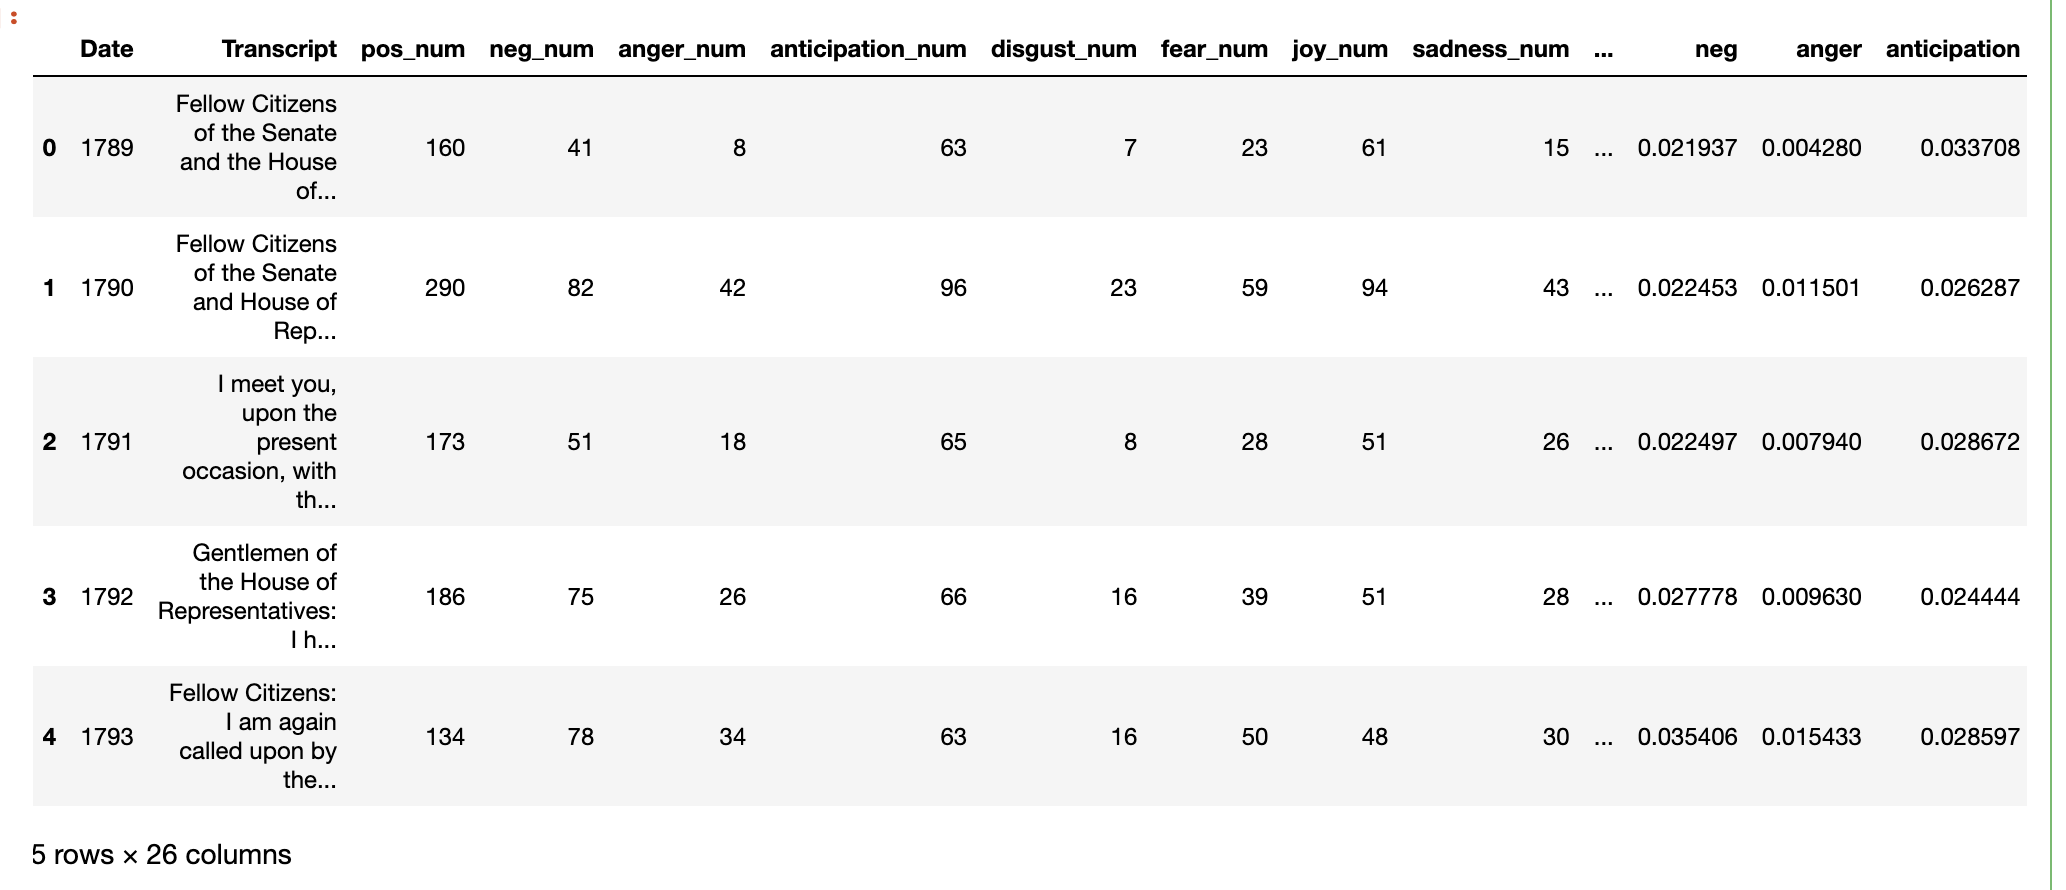 :
Date Transcript pos_num neg_num anger_num anticipation_num disgust_num fear_num joy_num sadness_num ... neg anger anticipation
Fellow Citizens
of the Senate
0 1789 and the House 160 41 8 63 7 23 61 15 ... 0.021937 0.004280 0.033708
of...
Fellow Citizens
of the Senate
1 1790 and House of 290 82 42 96 23 59 94 43 ... 0.022453 0.011501 0.026287
Rep...
I meet you,
upon the
2 1791 present 173 51 18 65 8 28 51 26 ... 0.022497 0.007940 0.028672
occasion, with
th...
Gentlemen of
the House of
3 1792 Representatives: 186 75 26 66 16 39 51 28 ... 0.027778 0.009630 0.024444
I h...
Fellow Citizens:
I am again
4 1793 called upon by 134 78 34 63 16 50 48 30 ... 0.035406 0.015433 0.028597
the...
5 rows × 26 columns